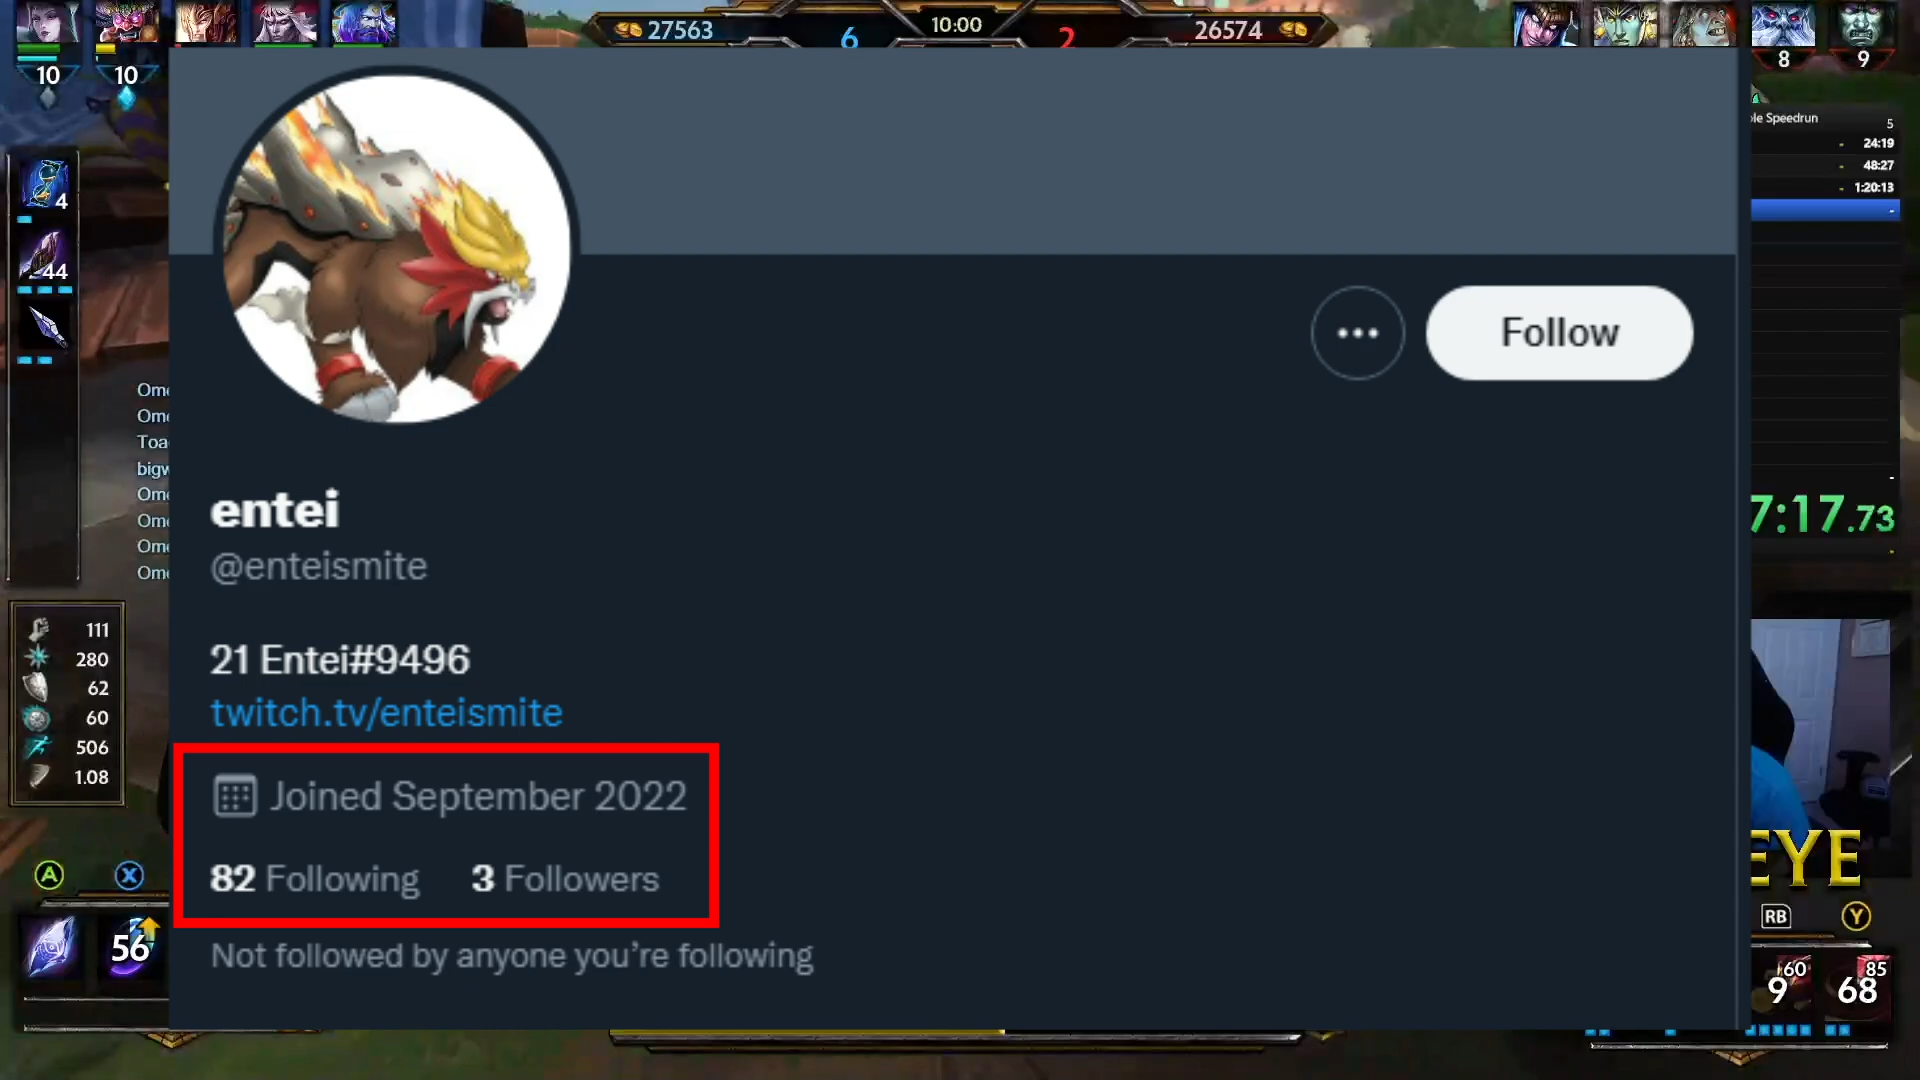 27563
6
10:00
2
26574
10
10
8
9
4
44
Speedrun
5
24:19
48:27
1:20:13
-
Follow
7:17.73
entei
@enteismite
21 Entei#9496
twitch.tv/enteismite
Joined September 2022
82 Following 3 Followers
Not followed by anyone you're following
111
280
62
60
506
1.08
A
X
56
EYE
RB
Y
60
9
85
68